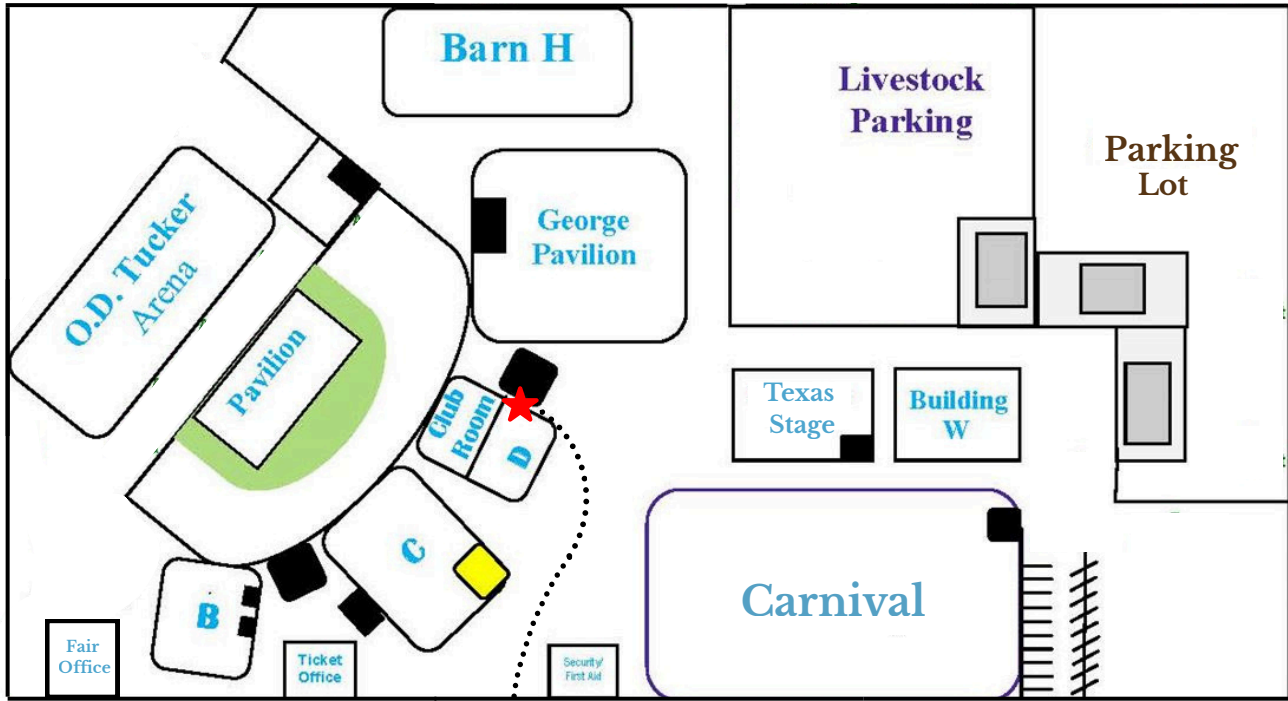 Barn H
Livestock
Parking
Parking
Lot
O.D. Tucker
Arena
George
Pavilion
Pavilion
Club
Room
D
Texas
Stage
Building
W
C
B
Carnival
Fair
Office
Ticket
Office
Security/
First Aid